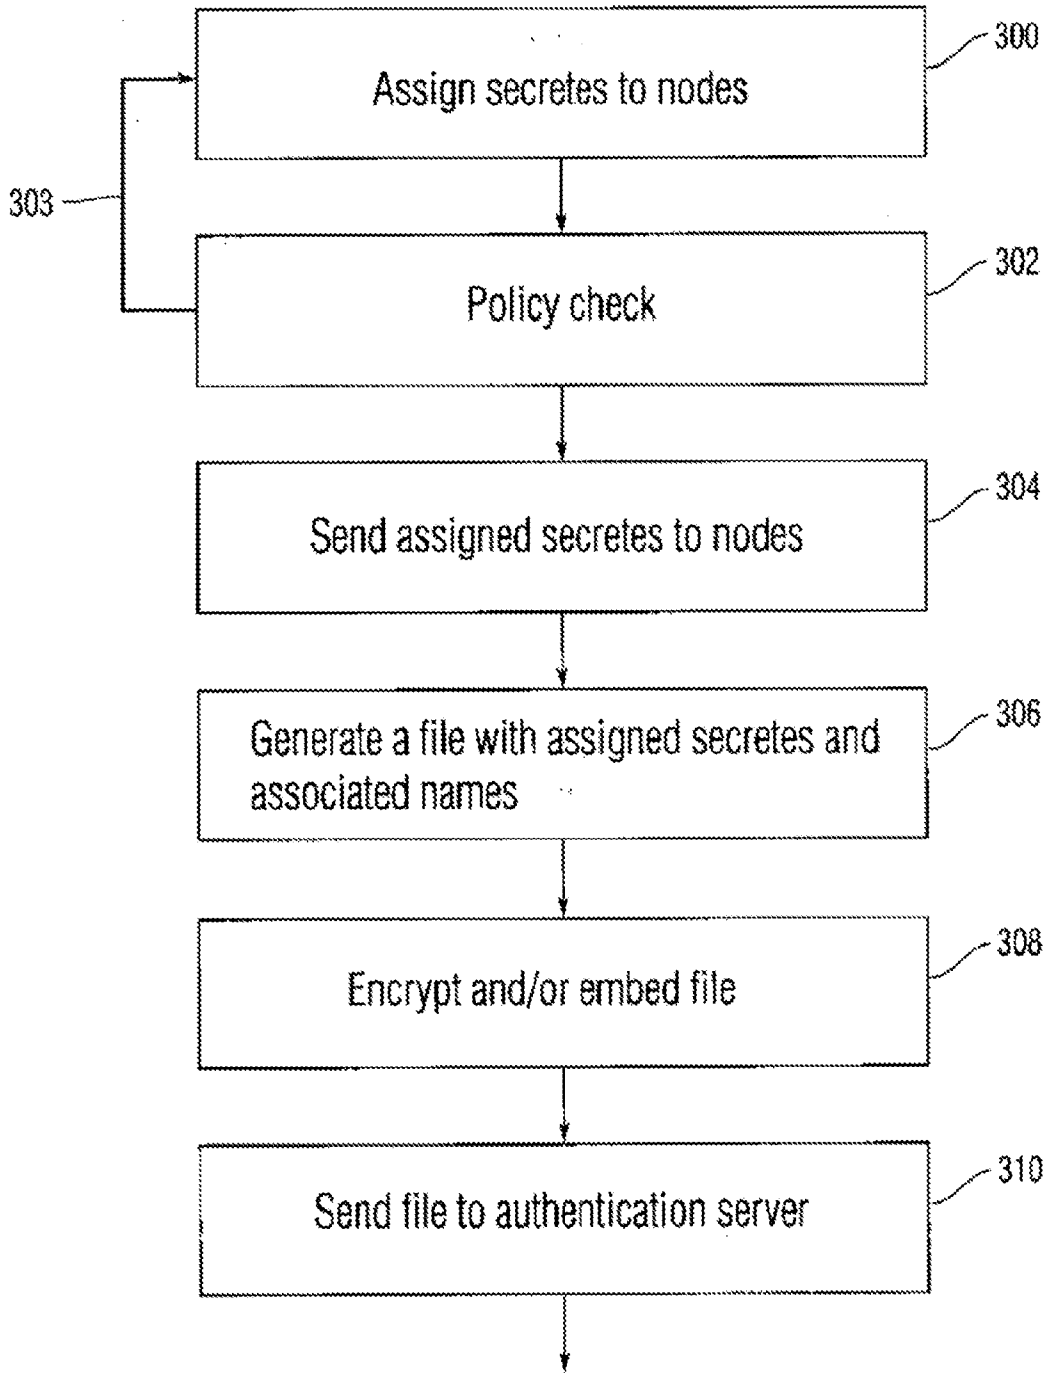 300
Assign secretes to nodes
303
302
Policy check
304
Send assigned secretes to nodes
306
Generate a file with assigned secretes and
associated names
308
Encrypt and/or embed file
310
Send file to authentication server